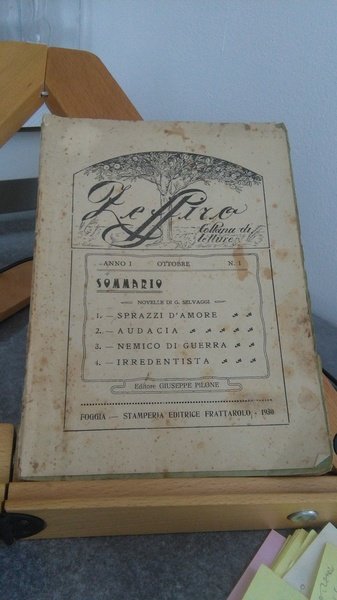 Zeffiro
Collana di
letture
ANNO I OTTOBRE N. 1
SOMMARIO
NOVELLE DI G. SELVAGGI
1. — SPRAZZI D'AMORE
2. — AUDACIA
3. — NEMICO DI GUERRA
4. — IRREDENTISTA
Editore GIUSEPPE PILONE
FOGGIA — STAMPERIA EDITRICE FRATTAROLO - 1930